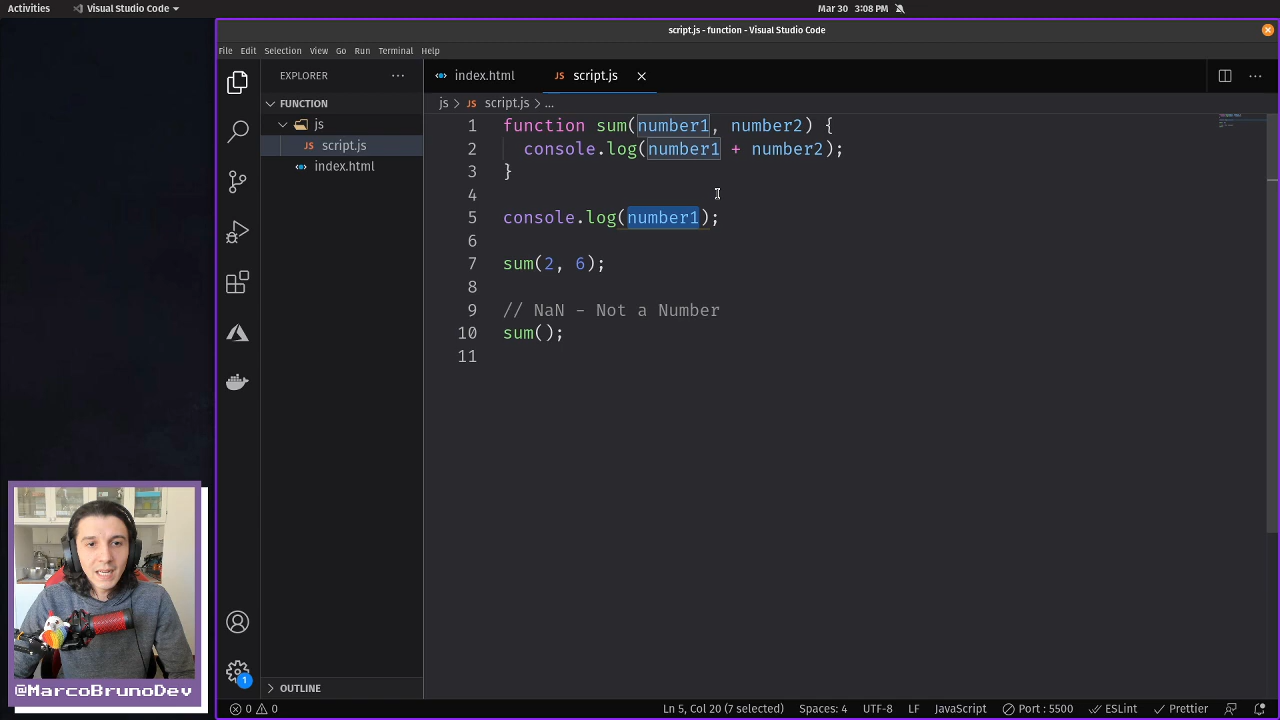 Activities
Visual Studio Code
Mar 30 3:08 PM
script.js - function - Visual Studio Code
File Edit Selection View Go Run Terminal Help
EXPLORER
FUNCTION
js
JS script.js
index.html
OUTLINE
index.html
JS script.js
js > JS script.js > ...
1 function sum(number1, number2) {
2 console.log(number1 + number2);
3 }
4
5 console.log(number1);
6
7 sum(2, 6);
8
9 // NaN - Not a Number
10 sum();
11
1
@MarcoBrunoDev
0 0
Ln 5, Col 20 (7 selected)
Spaces: 4
UTF-8
LF
JavaScript
Port : 5500
ESLint
Prettier